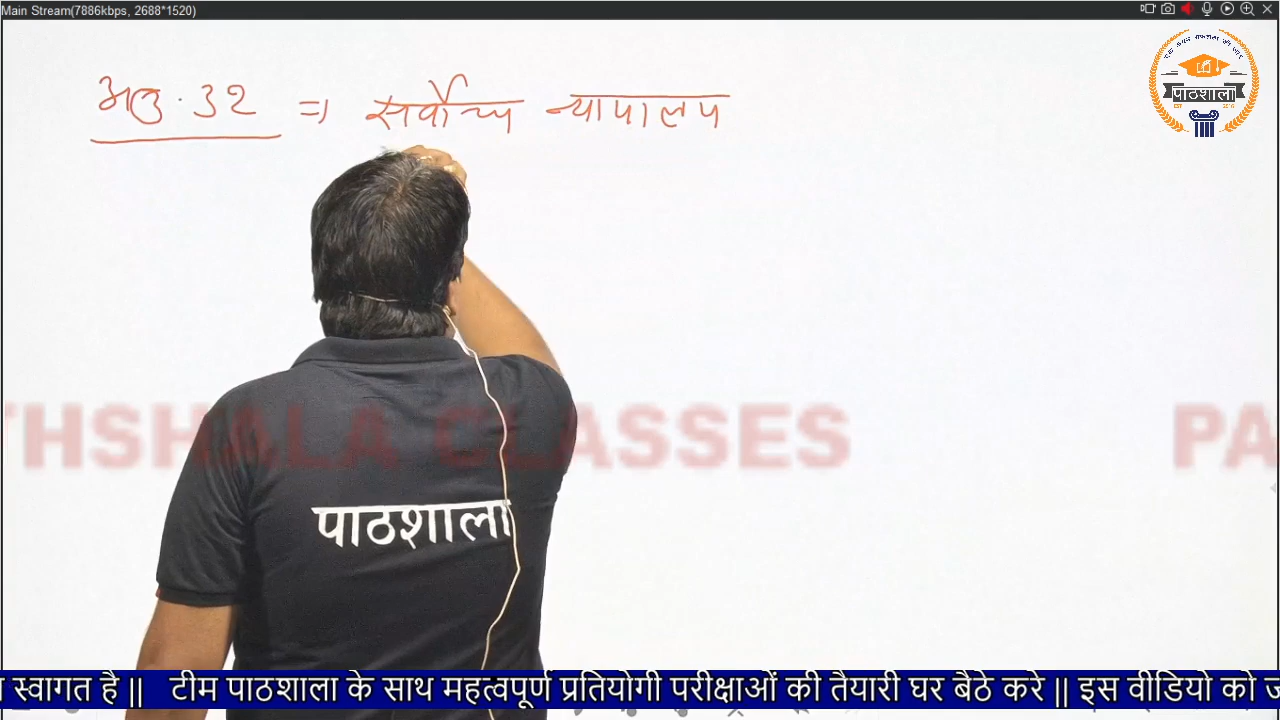 Main Stream(7886kbps, 2688*1520)
अनु. 32 ⇒ सर्वोच्च न्यायालय
पाठशाला
THSHALA CLASSES PA
पाठशाला
स्वागत है || टीम पाठशाला के साथ महत्वपूर्ण प्रतियोगी परीक्षाओं की तैयारी घर बैठे करे || इस वीडियो को